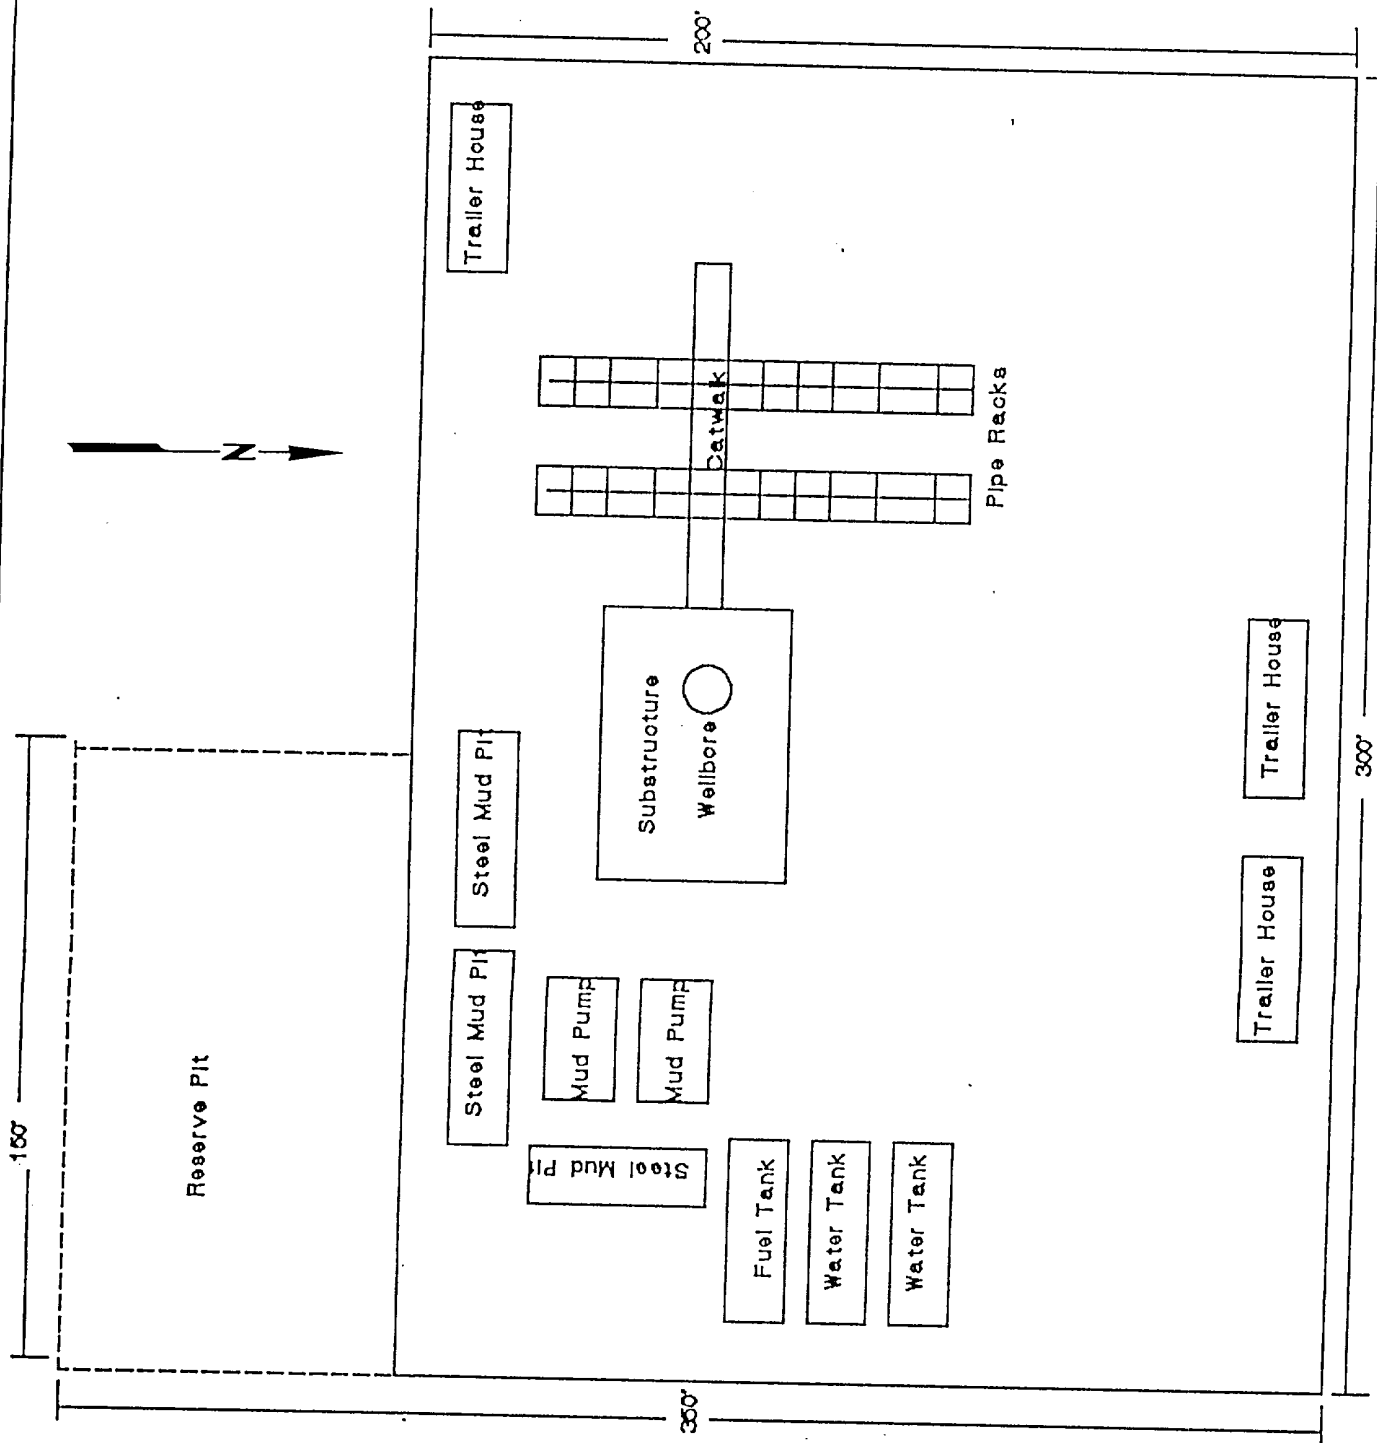 200'
Trailer House
N
Catwalk
Pipe Racks
Substructure
Wellbore
Steel Mud Pit
Steel Mud Pit
Mud Pump
Mud Pump
Steel Mud Pit
Fuel Tank
Water Tank
Water Tank
Trailer House
Trailer House
300'
Reserve Pit
150'
350'